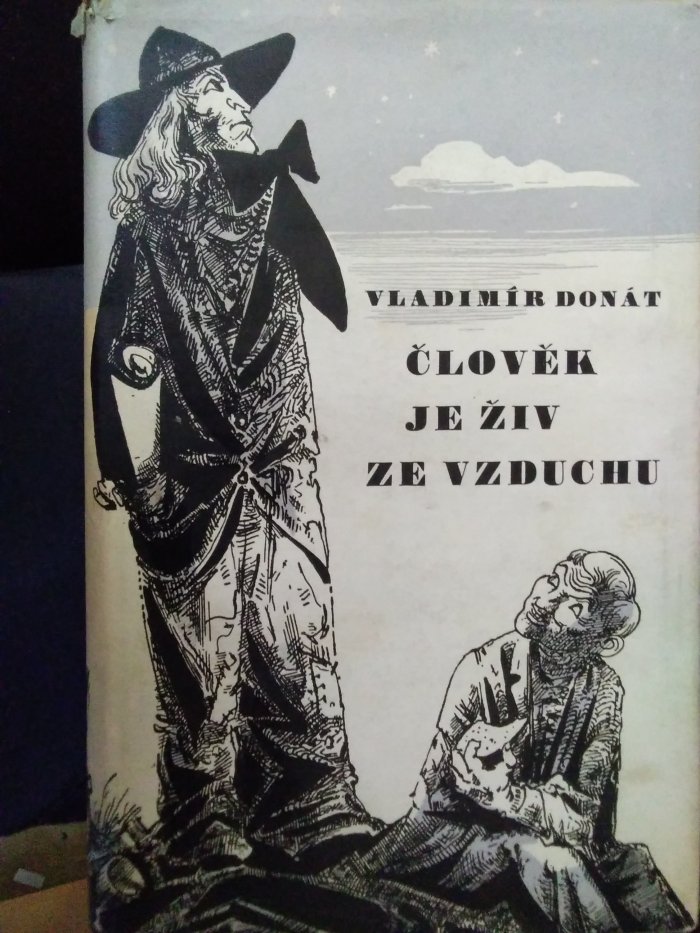 VLADIMÍR DONÁT
ČLOVĚK
JE ŽIV
ZE VZDUCHU